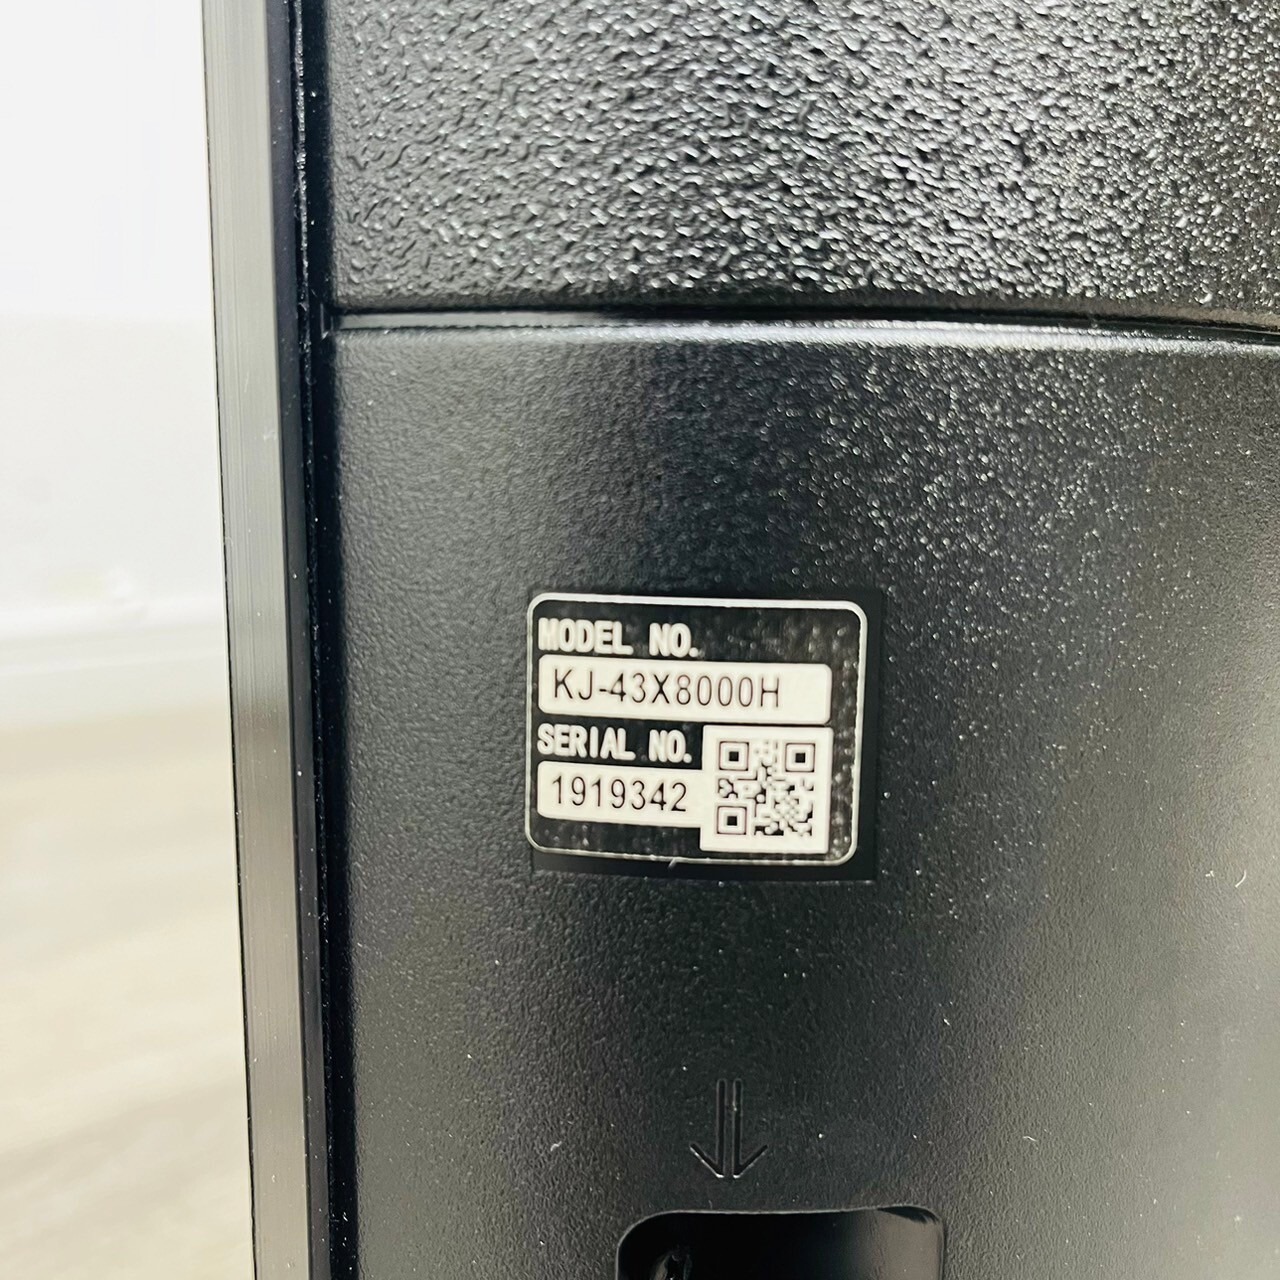 MODEL NO.
KJ-43X8000H
SERIAL NO.
1919342